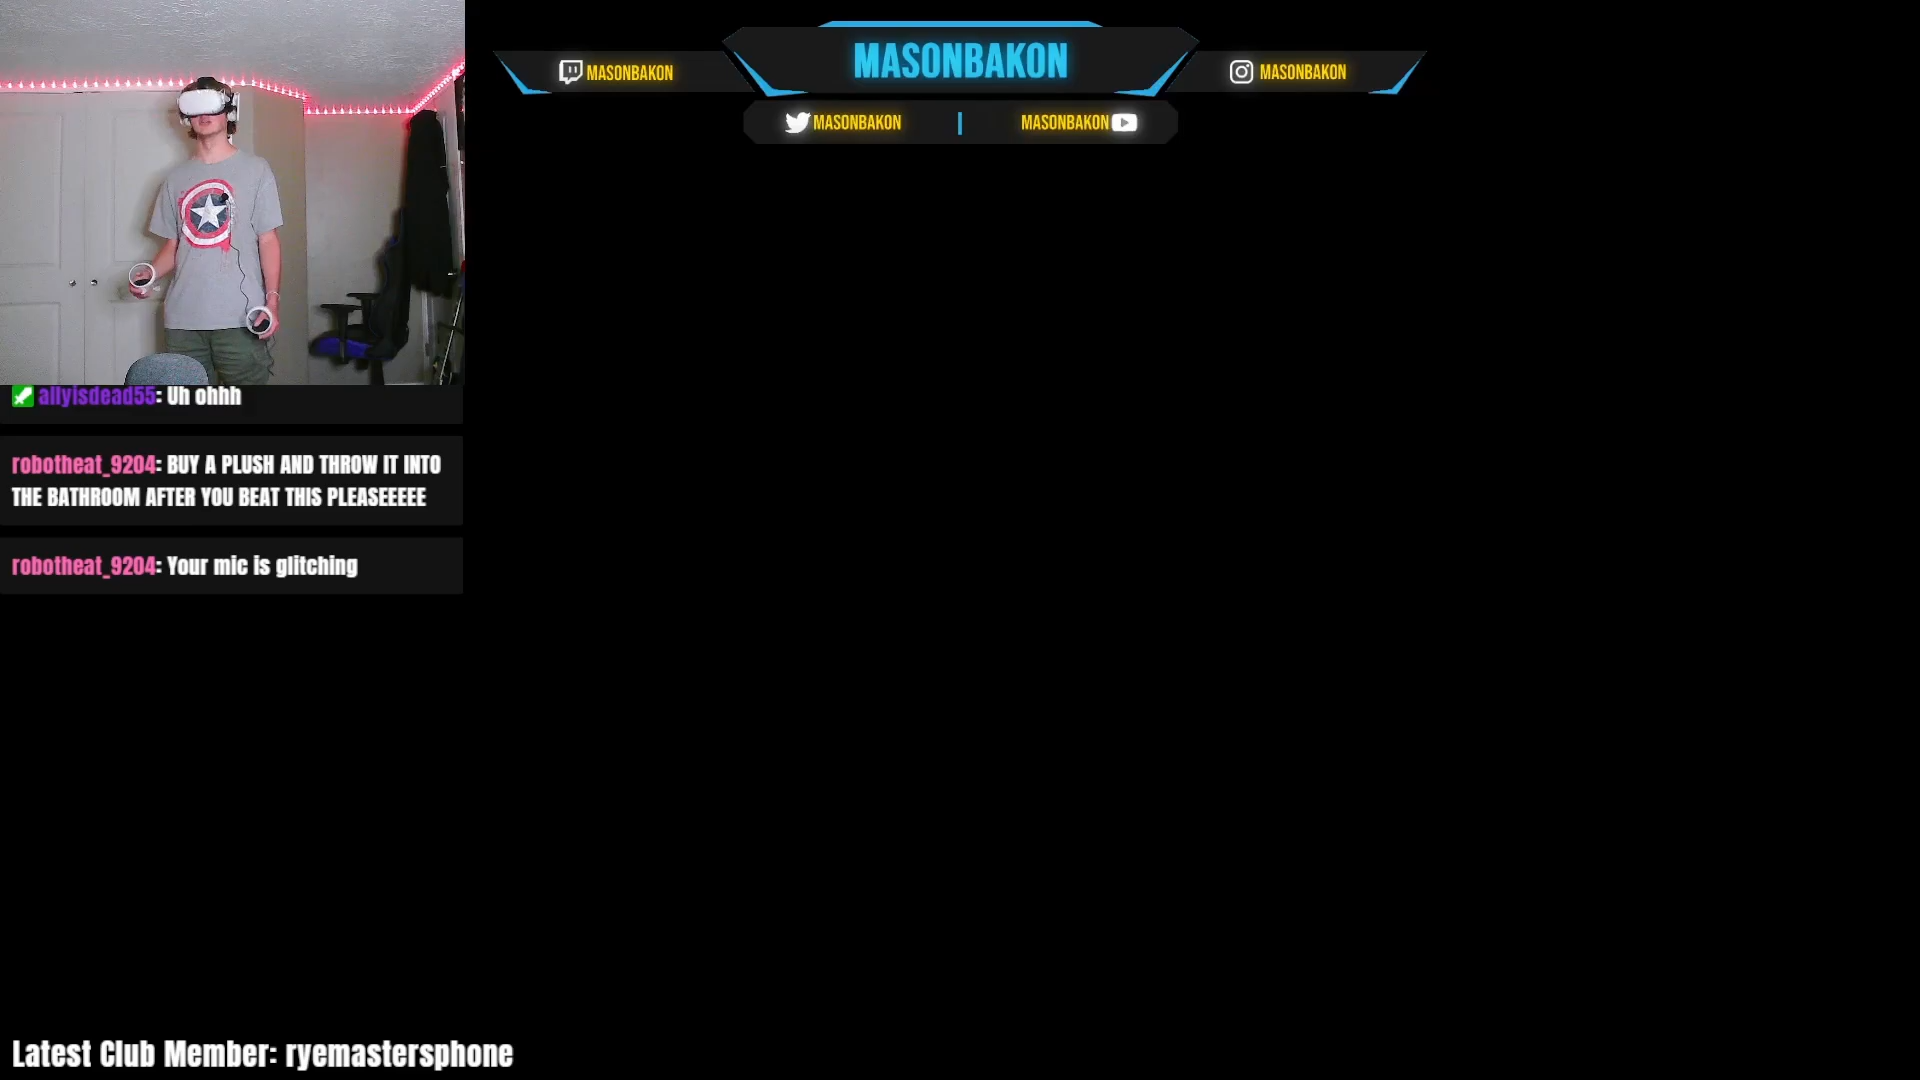 MASONBAKON
MASONBAKON
MASONBAKON
MASONBAKON
MASONBAKON
allyisdead55: Uh ohhh
robotheat_9204: BUY A PLUSH AND THROW IT INTO
THE BATHROOM AFTER YOU BEAT THIS PLEASEEEEE
robotheat_9204: Your mic is glitching
Latest Club Member: ryemastersphone